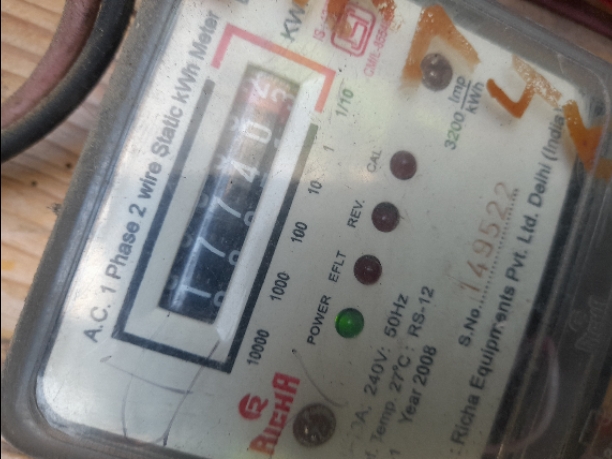 KW
A.C. 1 Phase 2 wire Static kWh Meter
17740
10000 1000 100 10 1 1/10
POWER EFLT REV. CAL
3200 Imp/kWh
RICHA
A: 240V: 50Hz
Temp. 27°C: RS-12
Year 2008
S.No. 149522
: Richa Equipments Pvt. Ltd. Delhi (India